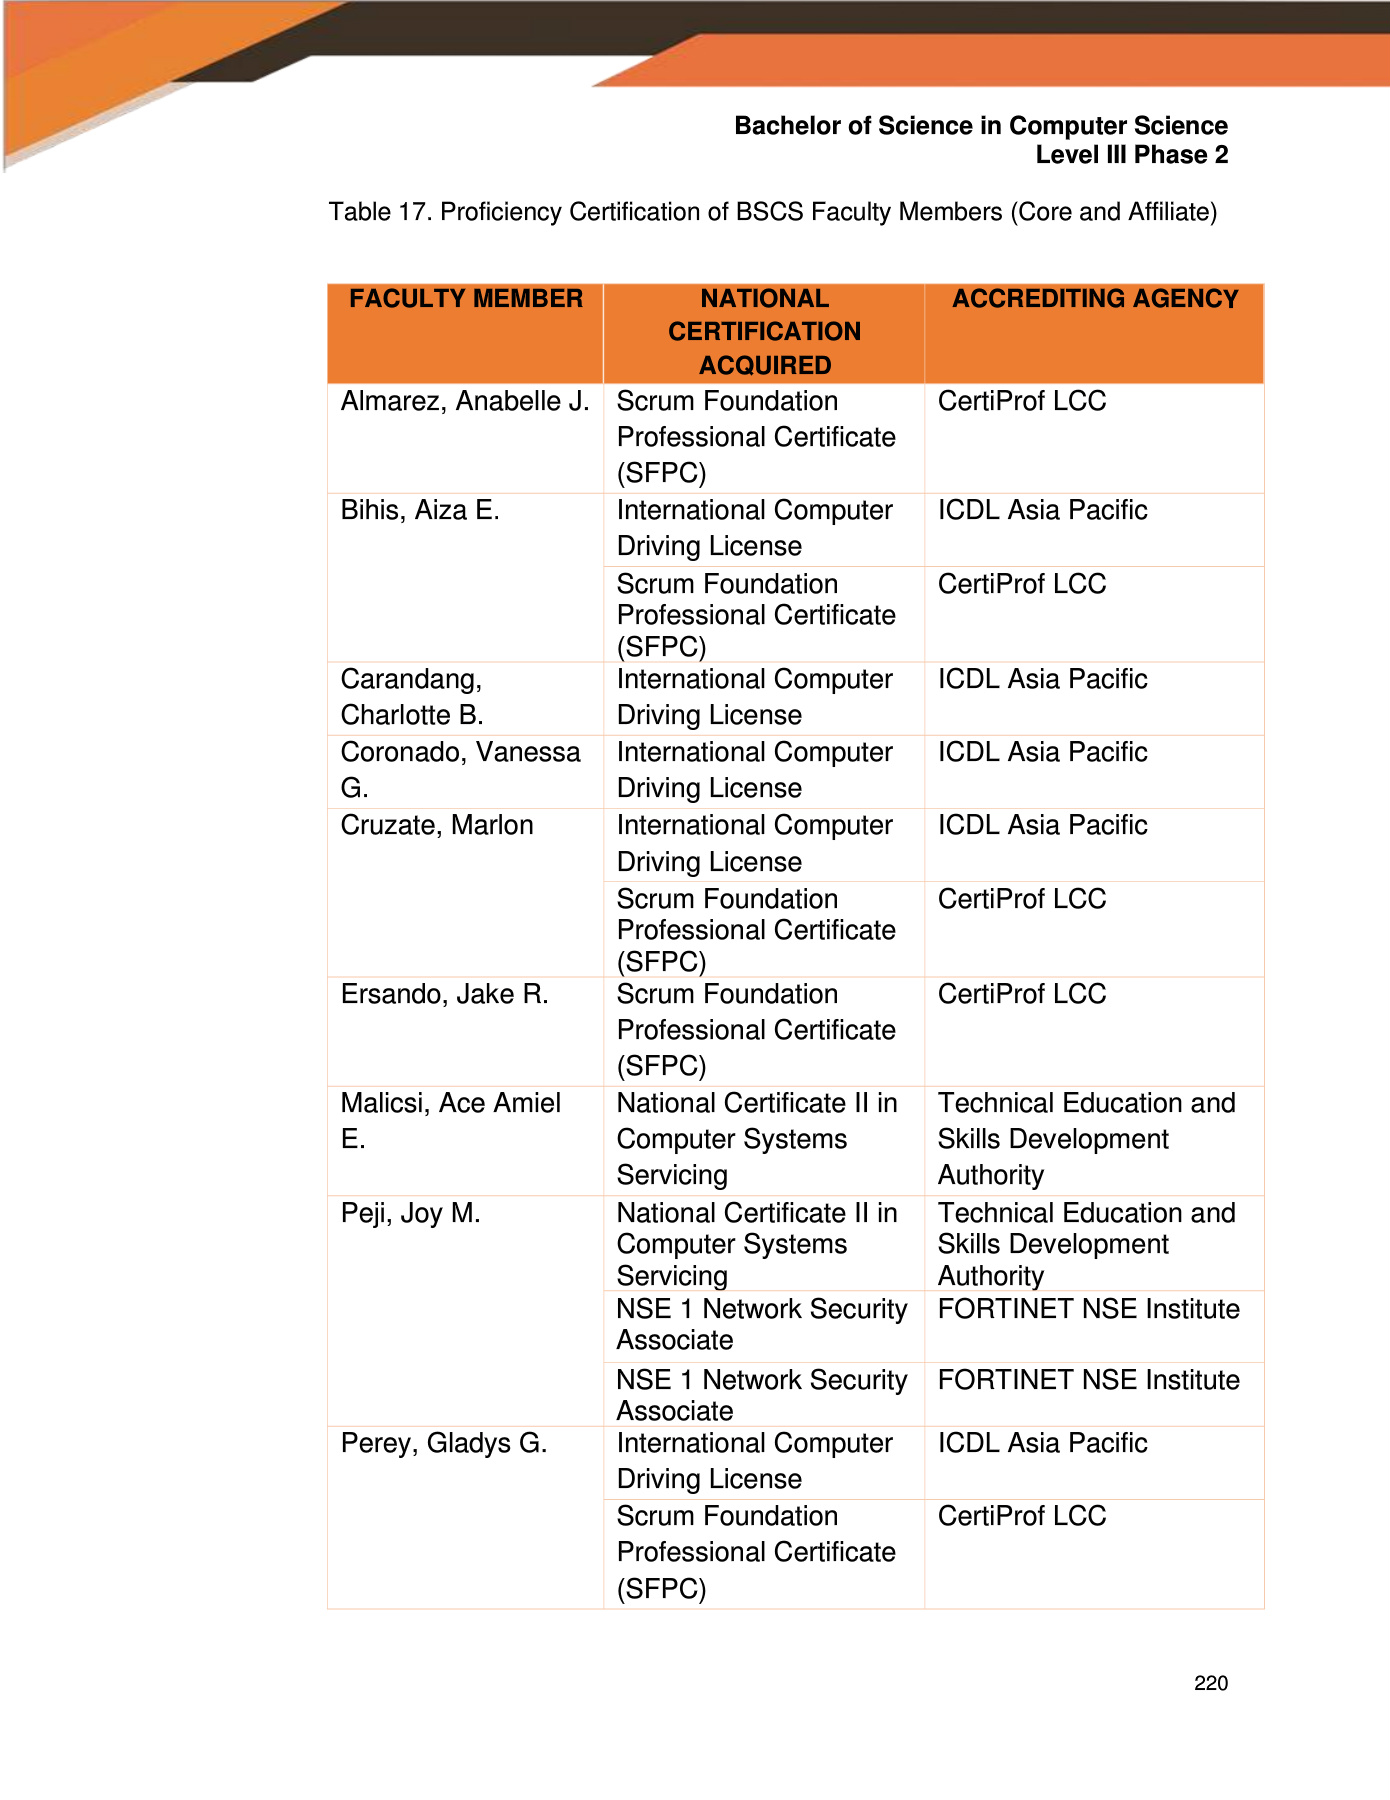 Bachelor of Science in Computer Science
Level III Phase 2
Table 17. Proficiency Certification of BSCS Faculty Members (Core and Affiliate)
FACULTY MEMBER
NATIONAL
CERTIFICATION
ACQUIRED
ACCREDITING AGENCY
Almarez, Anabelle J.
Scrum Foundation
Professional Certificate
(SFPC)
CertiProf LCC
Bihis, Aiza E.
International Computer
Driving License
ICDL Asia Pacific
Scrum Foundation
Professional Certificate
(SFPC)
CertiProf LCC
Carandang,
Charlotte B.
International Computer
Driving License
ICDL Asia Pacific
Coronado, Vanessa
G.
International Computer
Driving License
ICDL Asia Pacific
Cruzate, Marlon
International Computer
Driving License
ICDL Asia Pacific
Scrum Foundation
Professional Certificate
(SFPC)
CertiProf LCC
Ersando, Jake R.
Scrum Foundation
Professional Certificate
(SFPC)
CertiProf LCC
Malicsi, Ace Amiel
E.
National Certificate II in
Computer Systems
Servicing
Technical Education and
Skills Development
Authority
Peji, Joy M.
National Certificate II in
Computer Systems
Servicing
Technical Education and
Skills Development
Authority
NSE 1 Network Security
Associate
FORTINET NSE Institute
NSE 1 Network Security
Associate
FORTINET NSE Institute
Perey, Gladys G.
International Computer
Driving License
ICDL Asia Pacific
Scrum Foundation
Professional Certificate
(SFPC)
CertiProf LCC
220